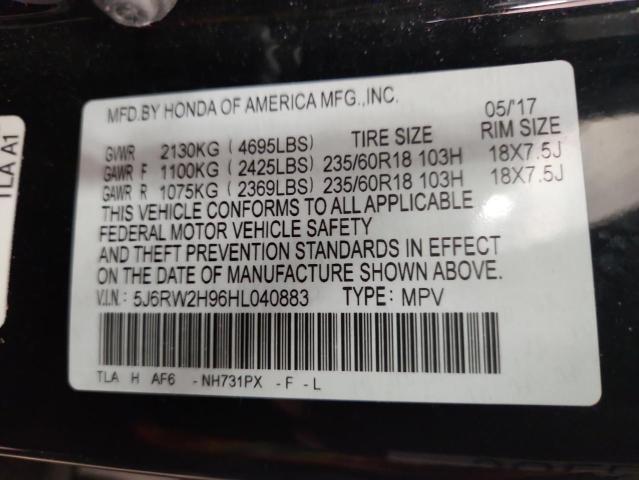 MFD.BY HONDA OF AMERICA MFG.,INC. 05/'17
GVWR 2130KG (4695LBS) TIRE SIZE RIM SIZE
GAWR F 1100KG (2425LBS) 235/60R18 103H 18X7.5J
GAWR R 1075KG (2369LBS) 235/60R18 103H 18X7.5J
THIS VEHICLE CONFORMS TO ALL APPLICABLE
FEDERAL MOTOR VEHICLE SAFETY
AND THEFT PREVENTION STANDARDS IN EFFECT
ON THE DATE OF MANUFACTURE SHOWN ABOVE.
V.I.N.: 5J6RW2H96HL040883 TYPE: MPV
TLA H AF6 -NH731PX -F -L
TLA A1